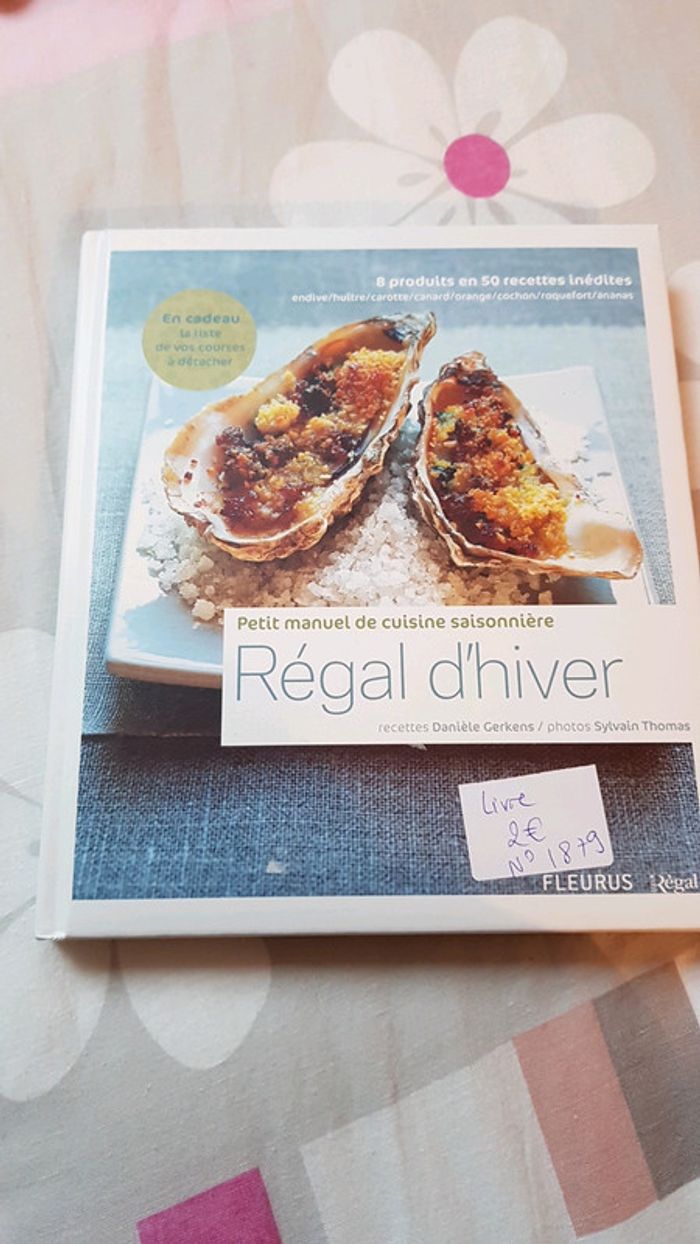 8 produits en 50 recettes inédites
endive/huître/carotte/canard/orange/cochon/roquefort/ananas
En cadeau
la liste
de vos courses
à détacher
Petit manuel de cuisine saisonnière
Régal d'hiver
recettes Danièle Gerkens / photos Sylvain Thomas
Livre
2€
N° 1879
FLEURUS
Régal